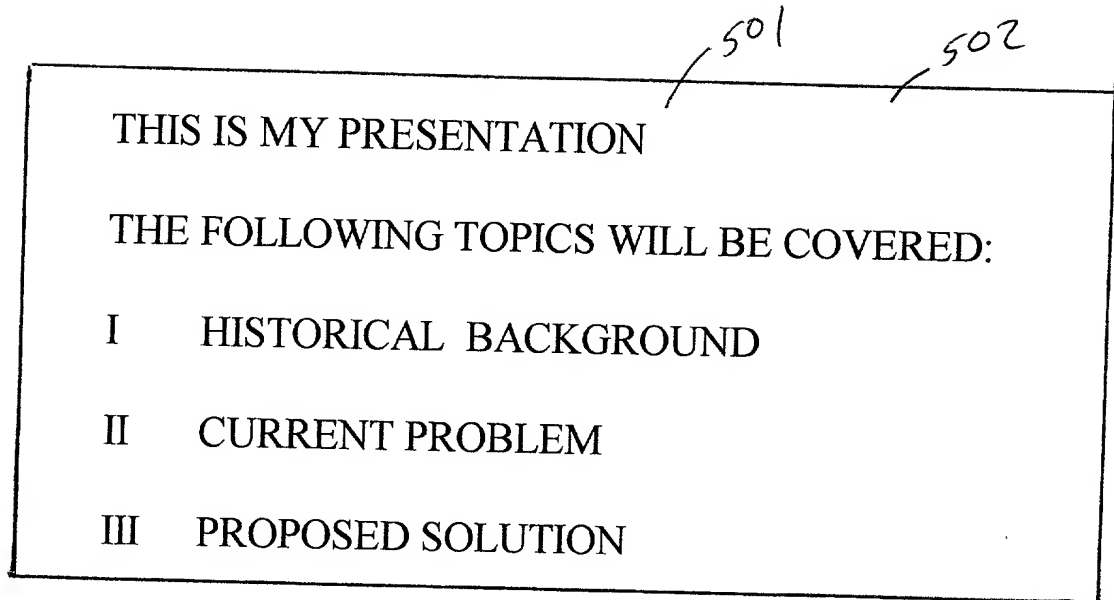 501 502
THIS IS MY PRESENTATION
THE FOLLOWING TOPICS WILL BE COVERED:
I HISTORICAL BACKGROUND
II CURRENT PROBLEM
III PROPOSED SOLUTION